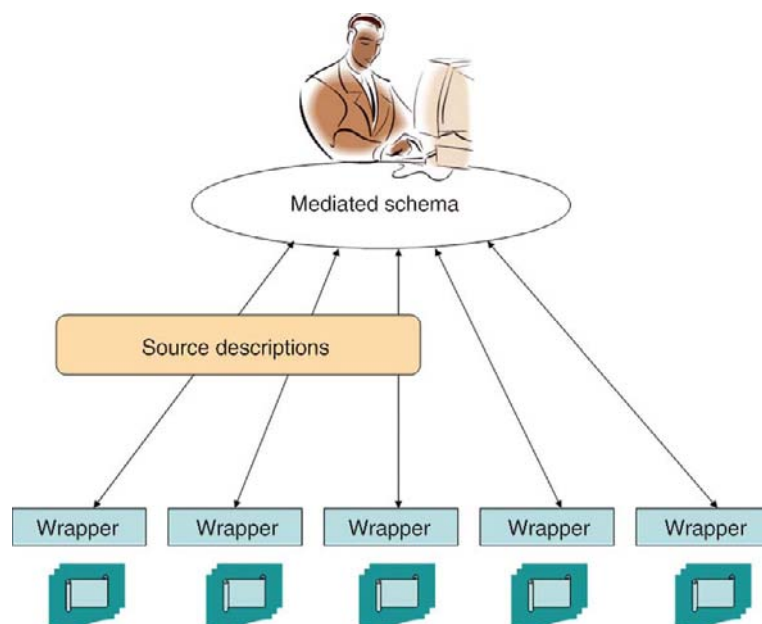 Mediated schema
Source descriptions
Wrapper
Wrapper
Wrapper
Wrapper
Wrapper